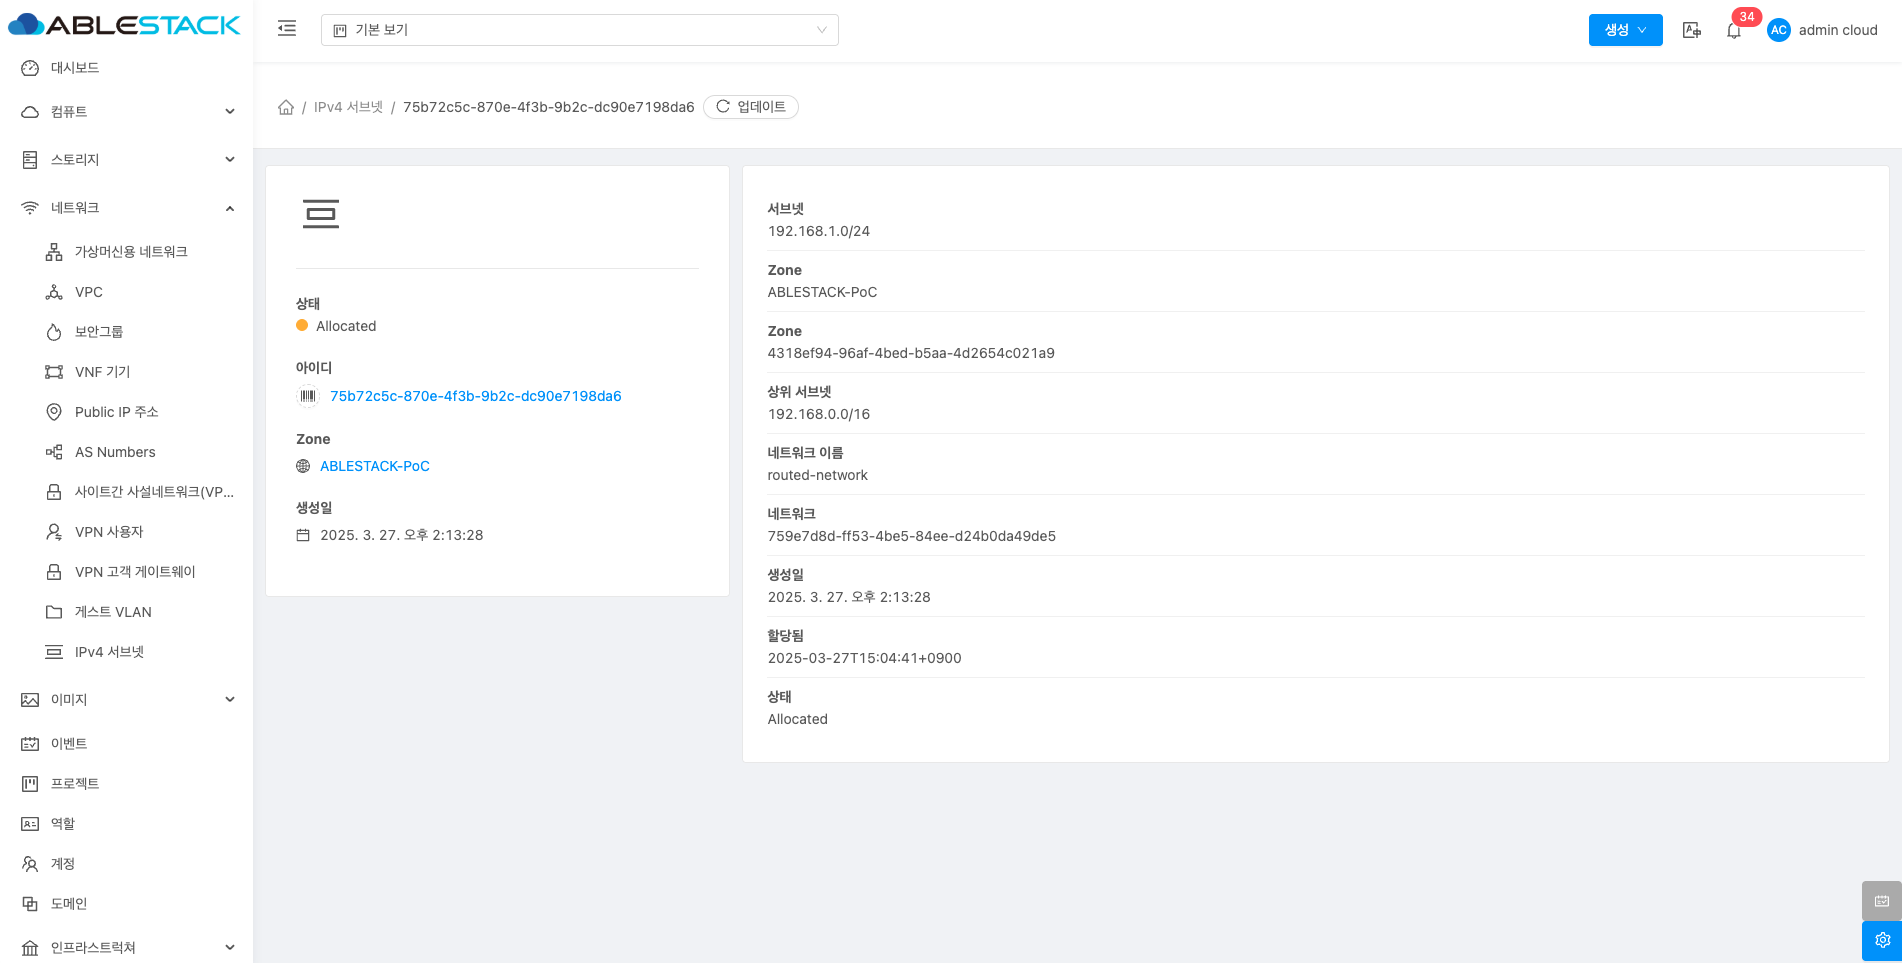 ABLESTACK
기본 보기
생성
34
AC
admin cloud
대시보드
컴퓨트
스토리지
네트워크
가상머신용 네트워크
VPC
보안그룹
VNF 기기
Public IP 주소
AS Numbers
사이트간 사설네트워크(VP...
VPN 사용자
VPN 고객 게이트웨이
게스트 VLAN
IPv4 서브넷
이미지
이벤트
프로젝트
역할
계정
도메인
인프라스트럭쳐
/ IPv4 서브넷 / 75b72c5c-870e-4f3b-9b2c-dc90e7198da6
업데이트
상태
Allocated
아이디
75b72c5c-870e-4f3b-9b2c-dc90e7198da6
Zone
ABLESTACK-PoC
생성일
2025. 3. 27. 오후 2:13:28
서브넷
192.168.1.0/24
Zone
ABLESTACK-PoC
Zone
4318ef94-96af-4bed-b5aa-4d2654c021a9
상위 서브넷
192.168.0.0/16
네트워크 이름
routed-network
네트워크
759e7d8d-ff53-4be5-84ee-d24b0da49de5
생성일
2025. 3. 27. 오후 2:13:28
할당됨
2025-03-27T15:04:41+0900
상태
Allocated